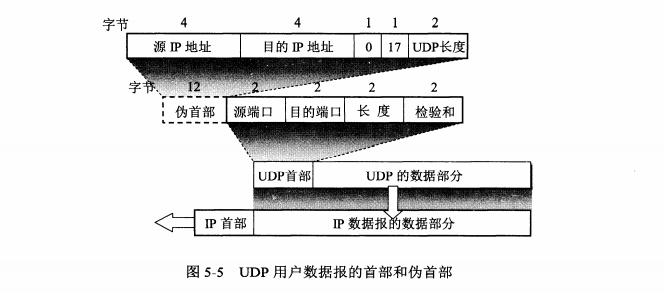 字节 4 4 1 1 2
源 IP 地址 目的 IP 地址 0 17 UDP长度
字节 12 2 2 2 2
伪首部 源端口 目的端口 长 度 检验和
UDP首部 UDP 的数据部分
IP 首部 IP 数据报的数据部分
图 5-5 UDP 用户数据报的首部和伪首部